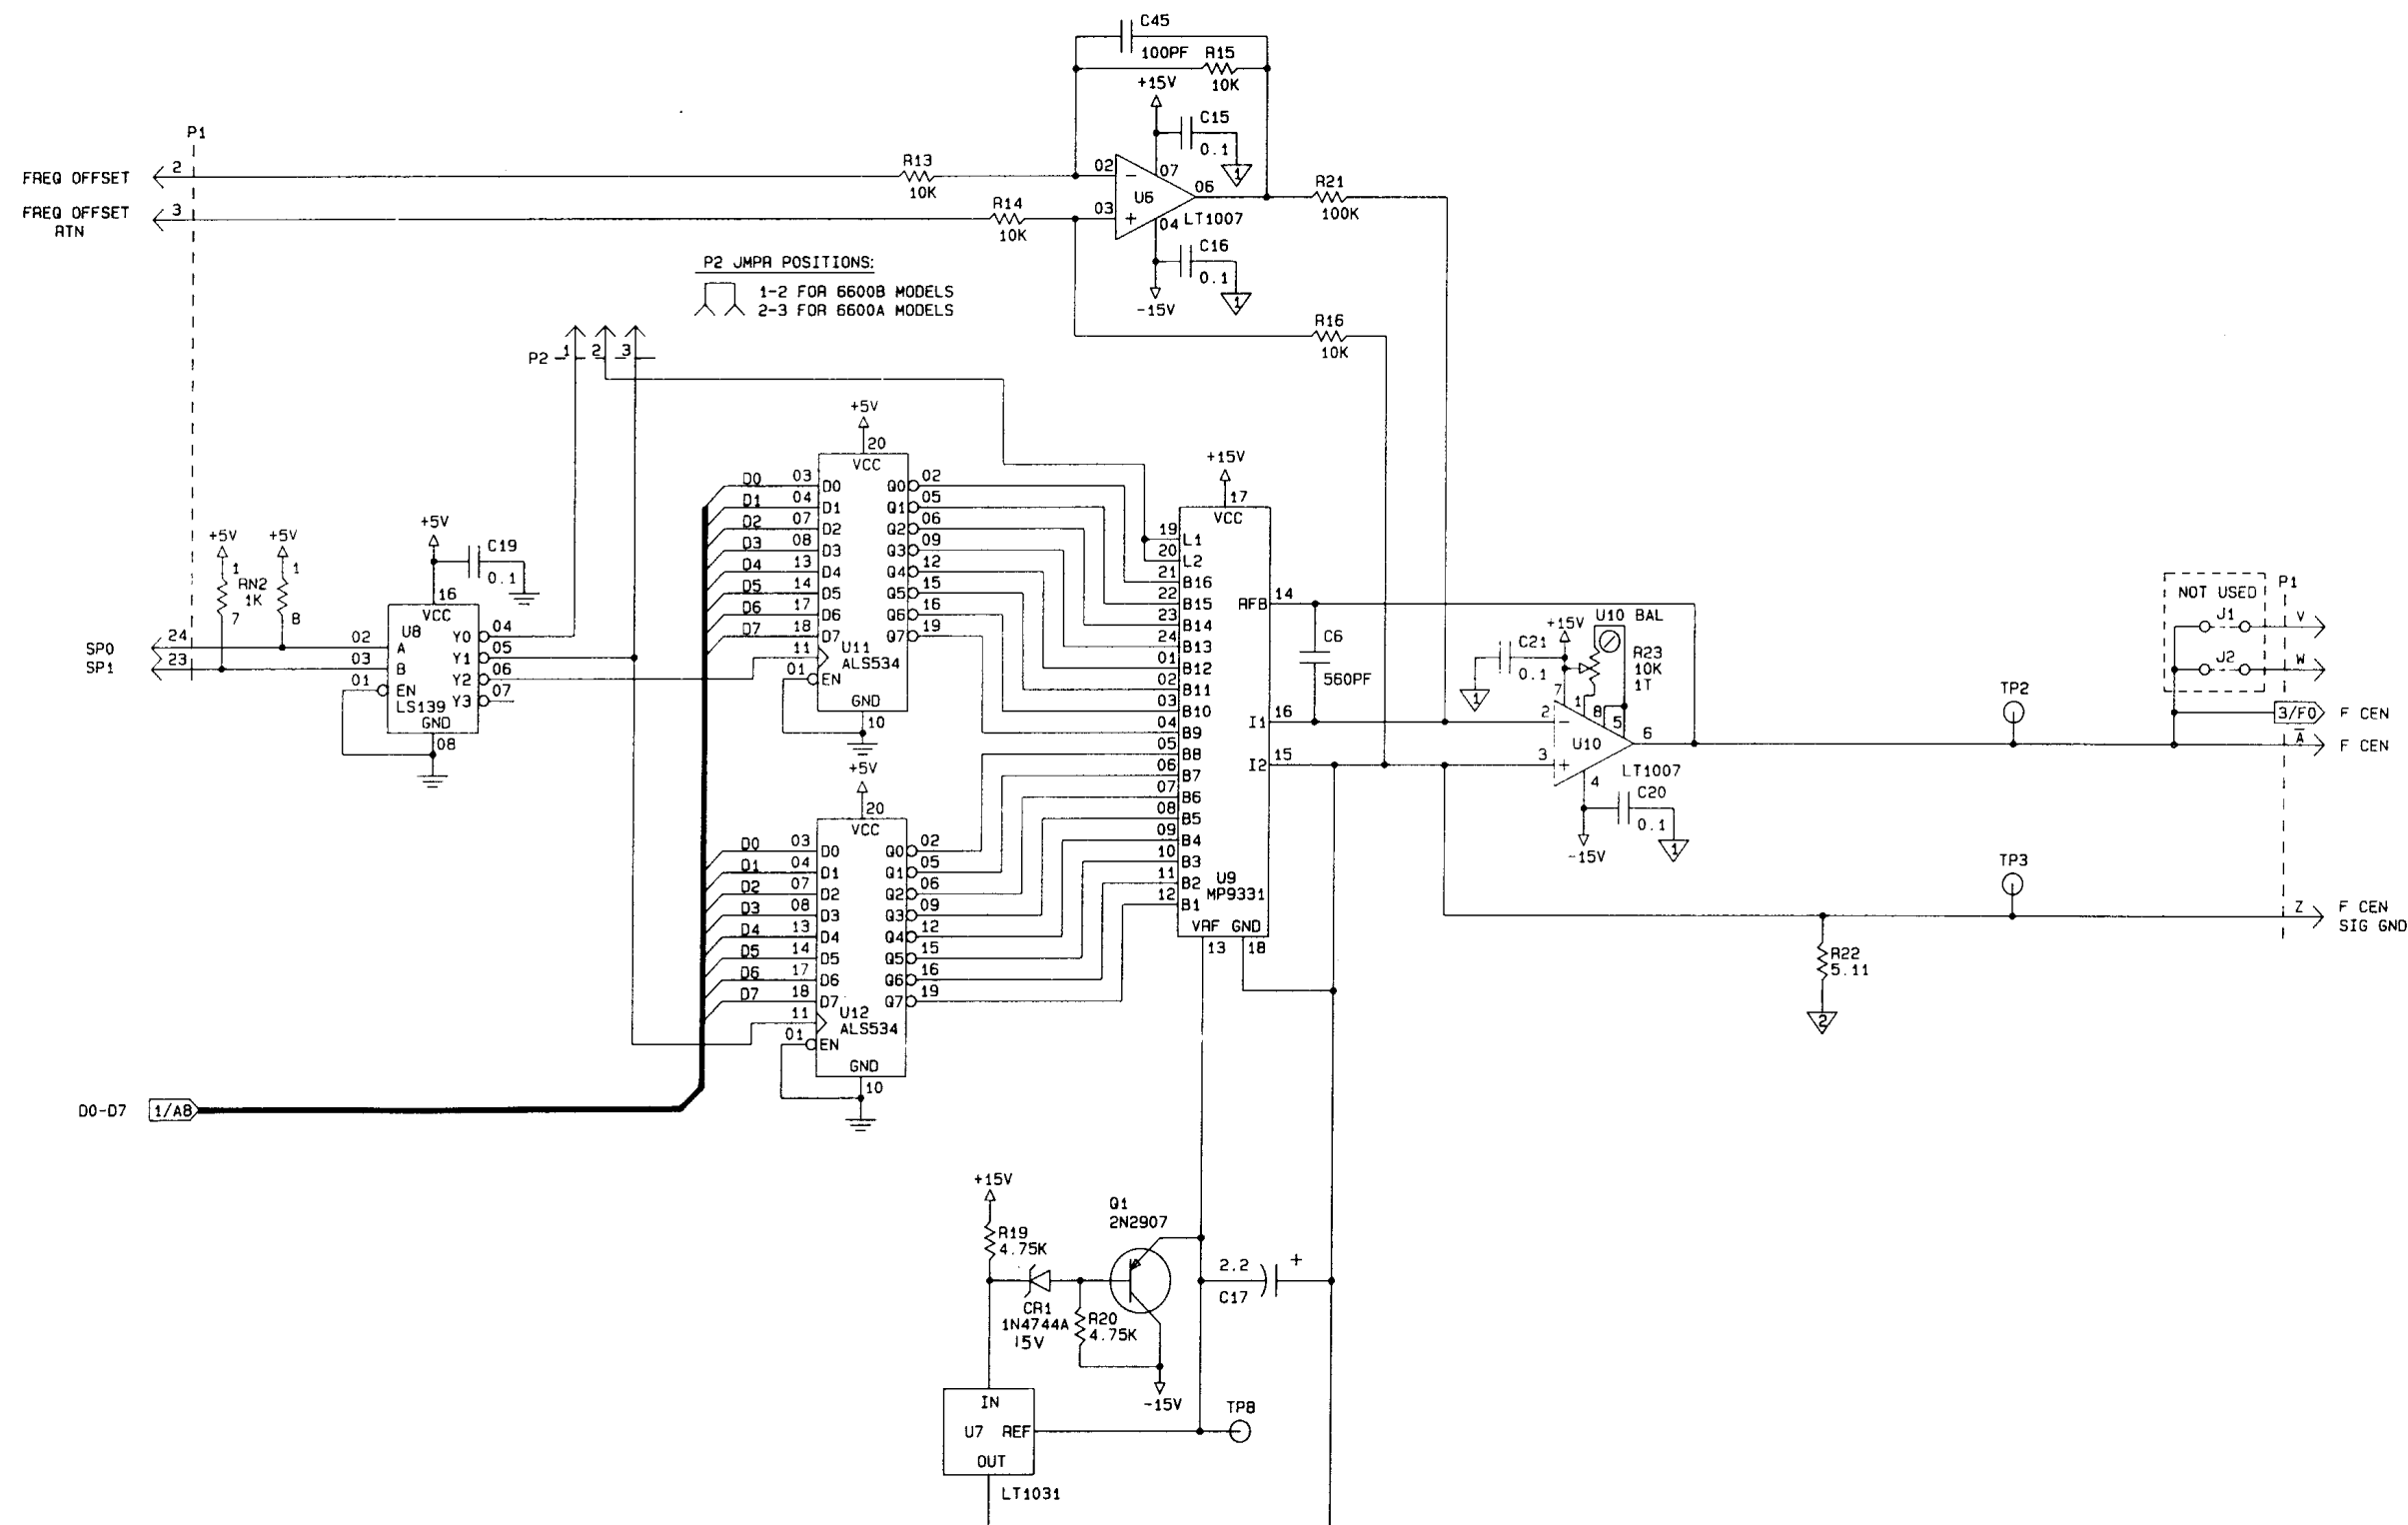 C45
100PF
R15
10K
+15V
C15
0.1
1
P1
FREQ OFFSET
2
R13
10K
02
-
07
U6
06
R21
100K
FREQ OFFSET
RTN
3
R14
10K
03
+
04
LT1007
C16
0.1
1
-15V
P2 JMPR POSITIONS:
1-2 FOR 6600B MODELS
2-3 FOR 6600A MODELS
R16
10K
P2
1
2
3
+5V
20
VCC
D0 03 D0 Q0 02
D1 04 D1 Q1 05
D2 07 D2 Q2 06
D3 08 D3 Q3 09
D4 13 D4 Q4 12
D5 14 D5 Q5 15
D6 17 D6 Q6 16
D7 18 D7 Q7 19
11
U11
ALS534
01
EN
GND
10
+5V
+5V
1
1
RN2
1K
7
8
+5V
C19
0.1
16
VCC
U8
SP0 24 02 A Y0 04
SP1 23 03 B Y1 05
01 EN Y2 06
LS139 Y3 07
GND
08
+5V
20
VCC
D0 03 D0 Q0 02
D1 04 D1 Q1 05
D2 07 D2 Q2 06
D3 08 D3 Q3 09
D4 13 D4 Q4 12
D5 14 D5 Q5 15
D6 17 D6 Q6 16
D7 18 D7 Q7 19
11
U12
ALS534
01
EN
GND
10
D0-D7
1/A8
+15V
17
VCC
19 L1
20 L2
21 B16
22 B15
23 B14
24 B13
01 B12
02 B11
03 B10
04 B9
05 B8
06 B7
07 B6
08 B5
09 B4
10 B3
11 B2
12 B1
RFB 14
I1 16
I2 15
U9
MP9331
VRF GND
13
18
C6
560PF
U10 BAL
+15V
C21
0.1
1
R23
10K
1T
7
1
8
5
2
-
3
+
U10
6
4
LT1007
C20
0.1
1
-15V
TP2
NOT USED
P1
J1
V
J2
W
3/F0
F CEN
A
F CEN
TP3
Z
F CEN
SIG GND
R22
5.11
2
+15V
R19
4.75K
Q1
2N2907
CR1
1N4744A
15V
R20
4.75K
-15V
2.2
+
C17
IN
U7 REF
OUT
LT1031
TP8